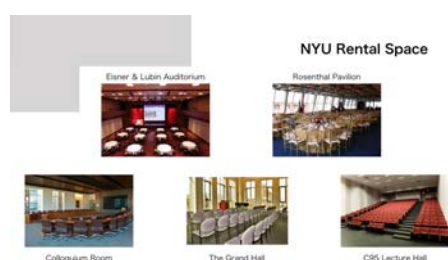 NYU Rental Space
Eisner & Lubin Auditorium
Rosenthal Pavilion
Colloquium Room
The Grand Hall
C95 Lecture Hall